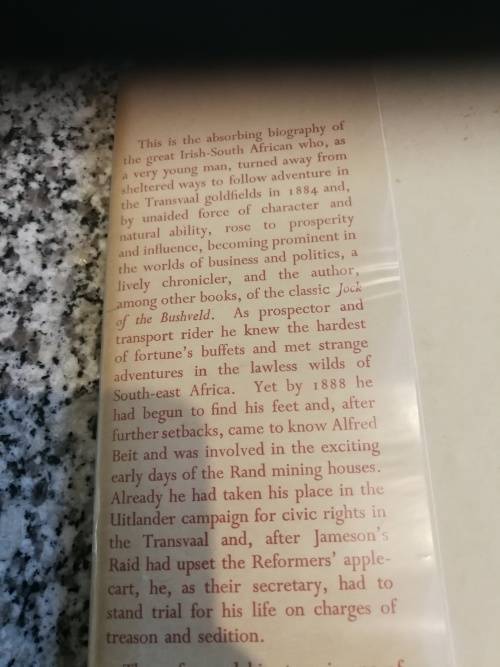 This is the absorbing biography of
the great Irish-South African who, as
a very young man, turned away from
sheltered ways to follow adventure in
the Transvaal goldfields in 1884 and,
by unaided force of character and
natural ability, rose to prosperity
and influence, becoming prominent in
the worlds of business and politics, a
lively chronicler, and the author,
among other books, of the classic Jock
of the Bushveld. As prospector and
transport rider he knew the hardest
of fortune's buffets and met strange
adventures in the lawless wilds of
South-east Africa. Yet by 1888 he
had begun to find his feet and, after
further setbacks, came to know Alfred
Beit and was involved in the exciting
early days of the Rand mining houses.
Already he had taken his place in the
Uitlander campaign for civic rights in
the Transvaal and, after Jameson's
Raid had upset the Reformers' apple-
cart, he, as their secretary, had to
stand trial for his life on charges of
treason and sedition.